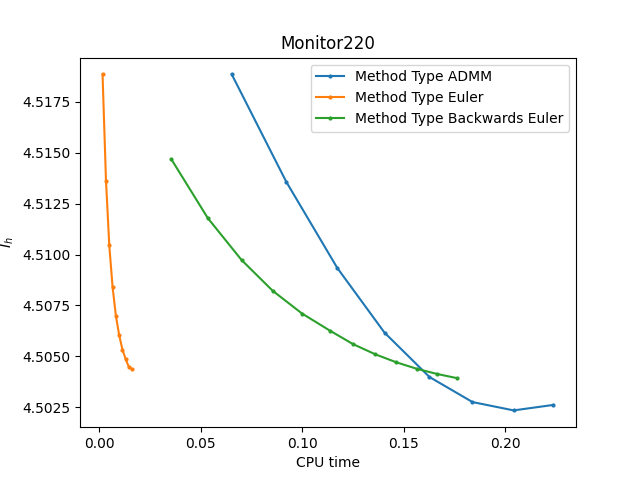 Monitor220
Method Type ADMM
Method Type Euler
Method Type Backwards Euler
4.5175
4.5150
4.5125
4.5100
4.5075
4.5050
4.5025
I_h
0.00 0.05 0.10 0.15 0.20
CPU time